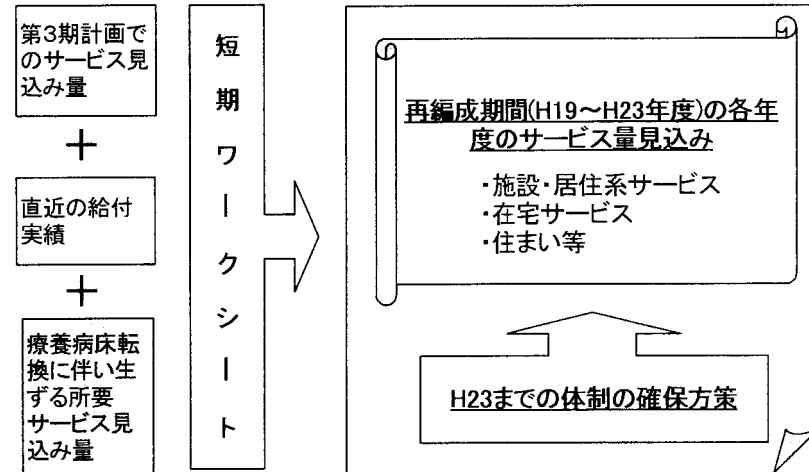 第3期計画で
のサービス見
込み量
+
直近の給付
実績
+
療養病床転
換に伴い生
ずる所要
サービス見
込み量
短期ワークシート
再編成期間(H19～H23年度)の各年
度のサービス量見込み
・施設・居住系サービス
・在宅サービス
・住まい等
H23までの体制の確保方策